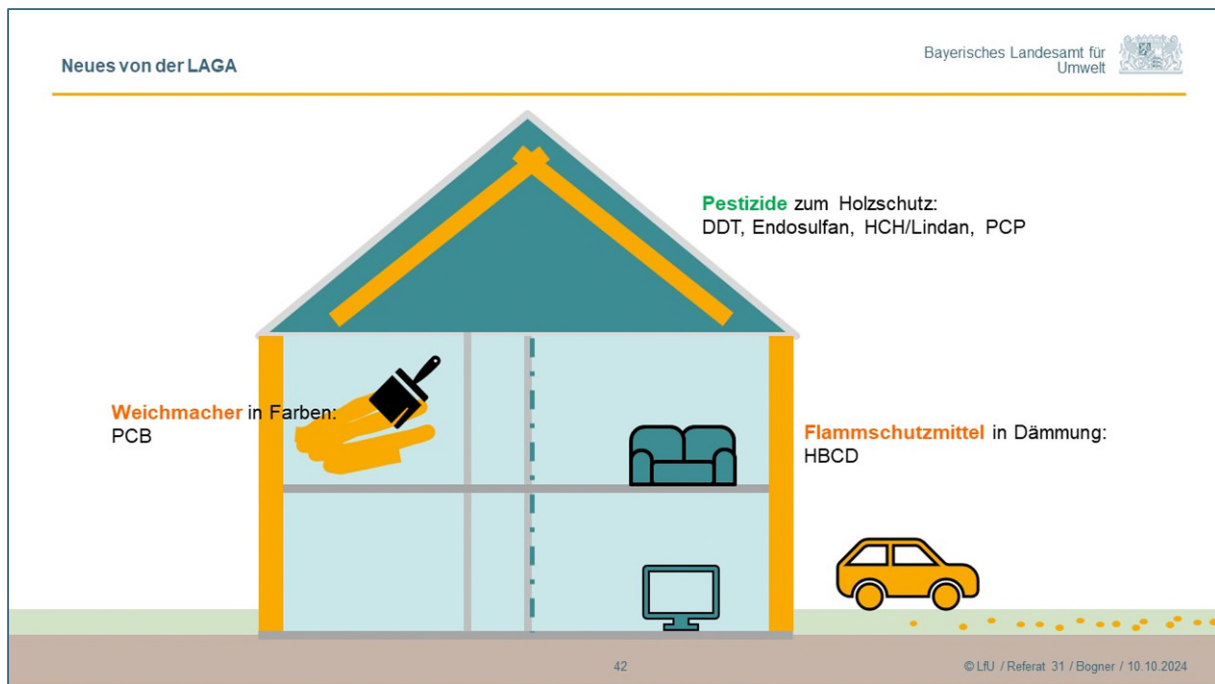 Neues von der LAGA
Bayerisches Landesamt für
Umwelt
Pestizide zum Holzschutz:
DDT, Endosulfan, HCH/Lindan, PCP
Weichmacher in Farben:
PCB
Flammschutzmittel in Dämmung:
HBCD
42
© LfU / Referat 31 / Bogner / 10.10.2024